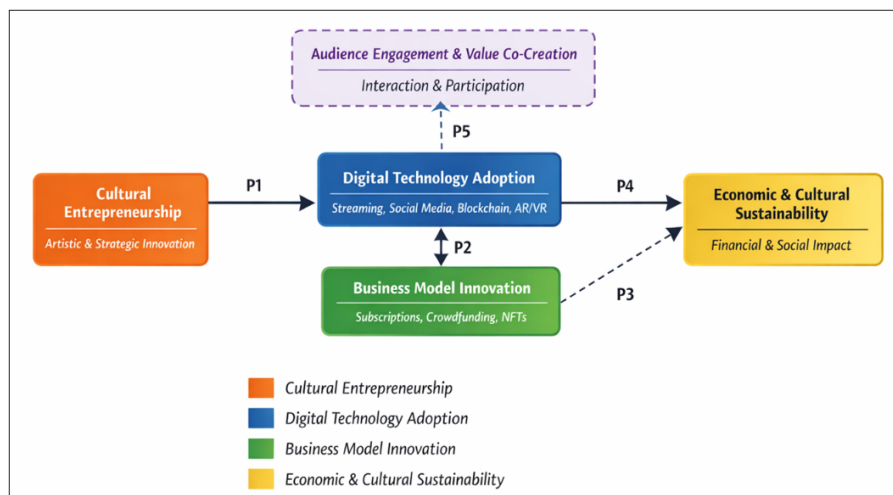 Audience Engagement & Value Co-Creation
Interaction & Participation
P5
Cultural
Entrepreneurship
Artistic & Strategic Innovation
P1
Digital Technology Adoption
Streaming, Social Media, Blockchain, AR/VR
P4
Economic & Cultural
Sustainability
Financial & Social Impact
P2
Business Model Innovation
Subscriptions, Crowdfunding, NFTs
P3
Cultural Entrepreneurship
Digital Technology Adoption
Business Model Innovation
Economic & Cultural Sustainability